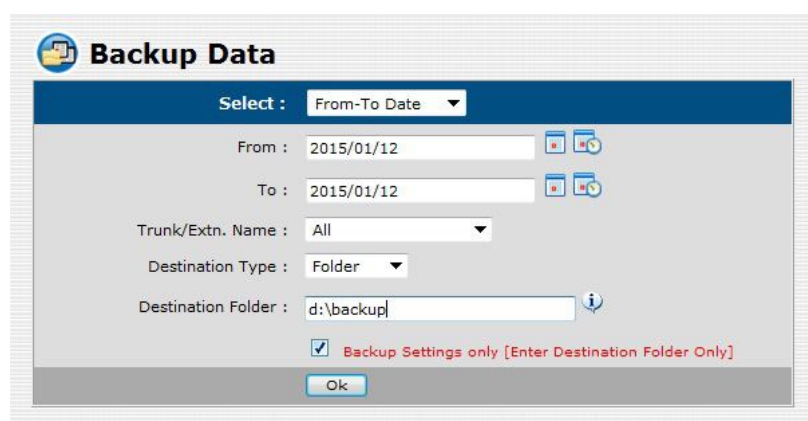 Backup Data
Select : From-To Date
From : 2015/01/12
To : 2015/01/12
Trunk/Extn. Name : All
Destination Type : Folder
Destination Folder : d:\backup
Backup Settings only [Enter Destination Folder Only]
Ok